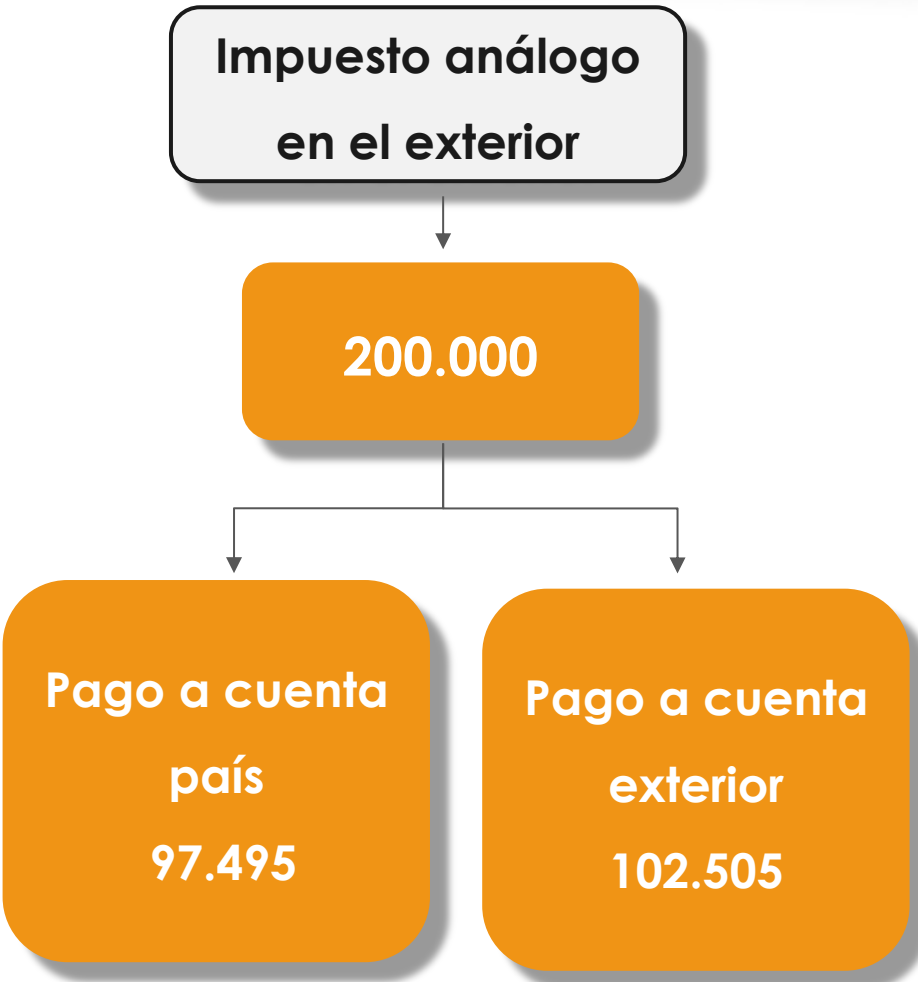 Impuesto análogo
en el exterior
200.000
Pago a cuenta
país
97.495
Pago a cuenta
exterior
102.505